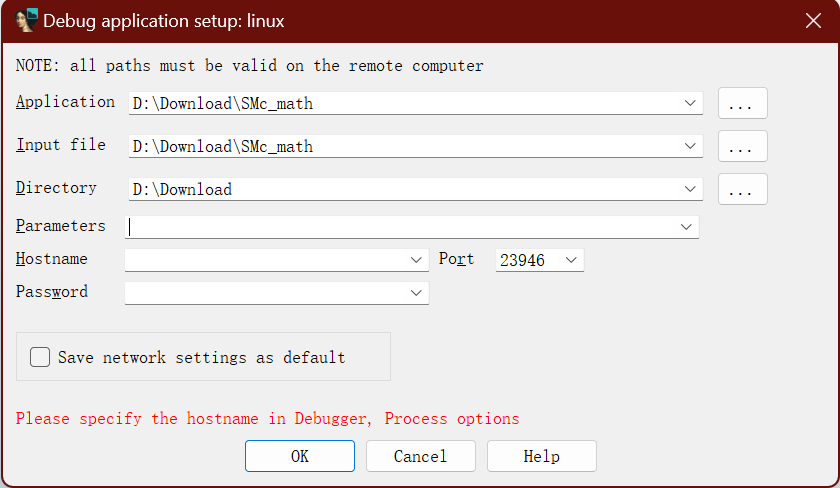 Debug application setup: linux
NOTE: all paths must be valid on the remote computer
Application D:\Download\SMc_math ...
Input file D:\Download\SMc_math ...
Directory D:\Download ...
Parameters
Hostname Port 23946
Password
Save network settings as default
Please specify the hostname in Debugger, Process options
OK Cancel Help